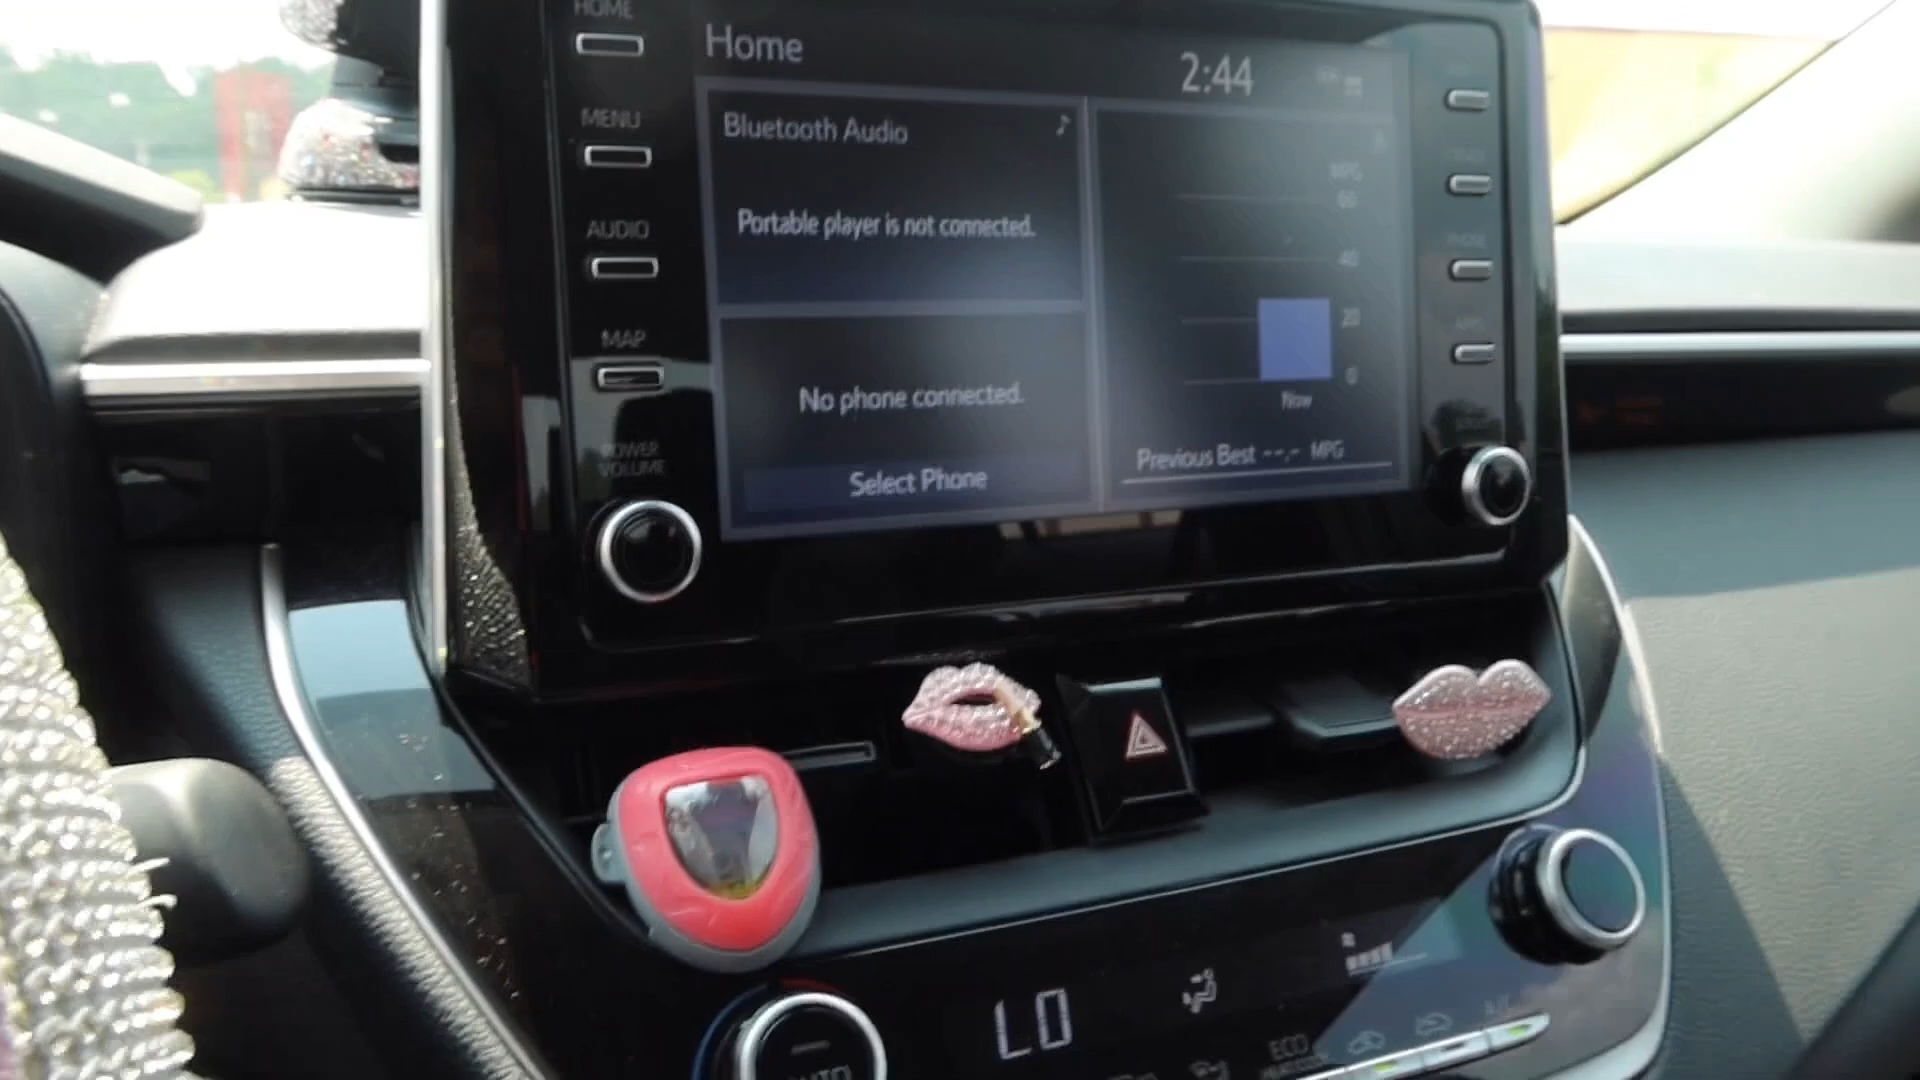 HOME
Home
2:44
MENU
Bluetooth Audio
MPG
60
AUDIO
Portable player is not connected.
40
20
MAP
No phone connected.
0
Now
POWER
VOLUME
Previous Best --.- MPG
Select Phone
LO
ECO
AUTO